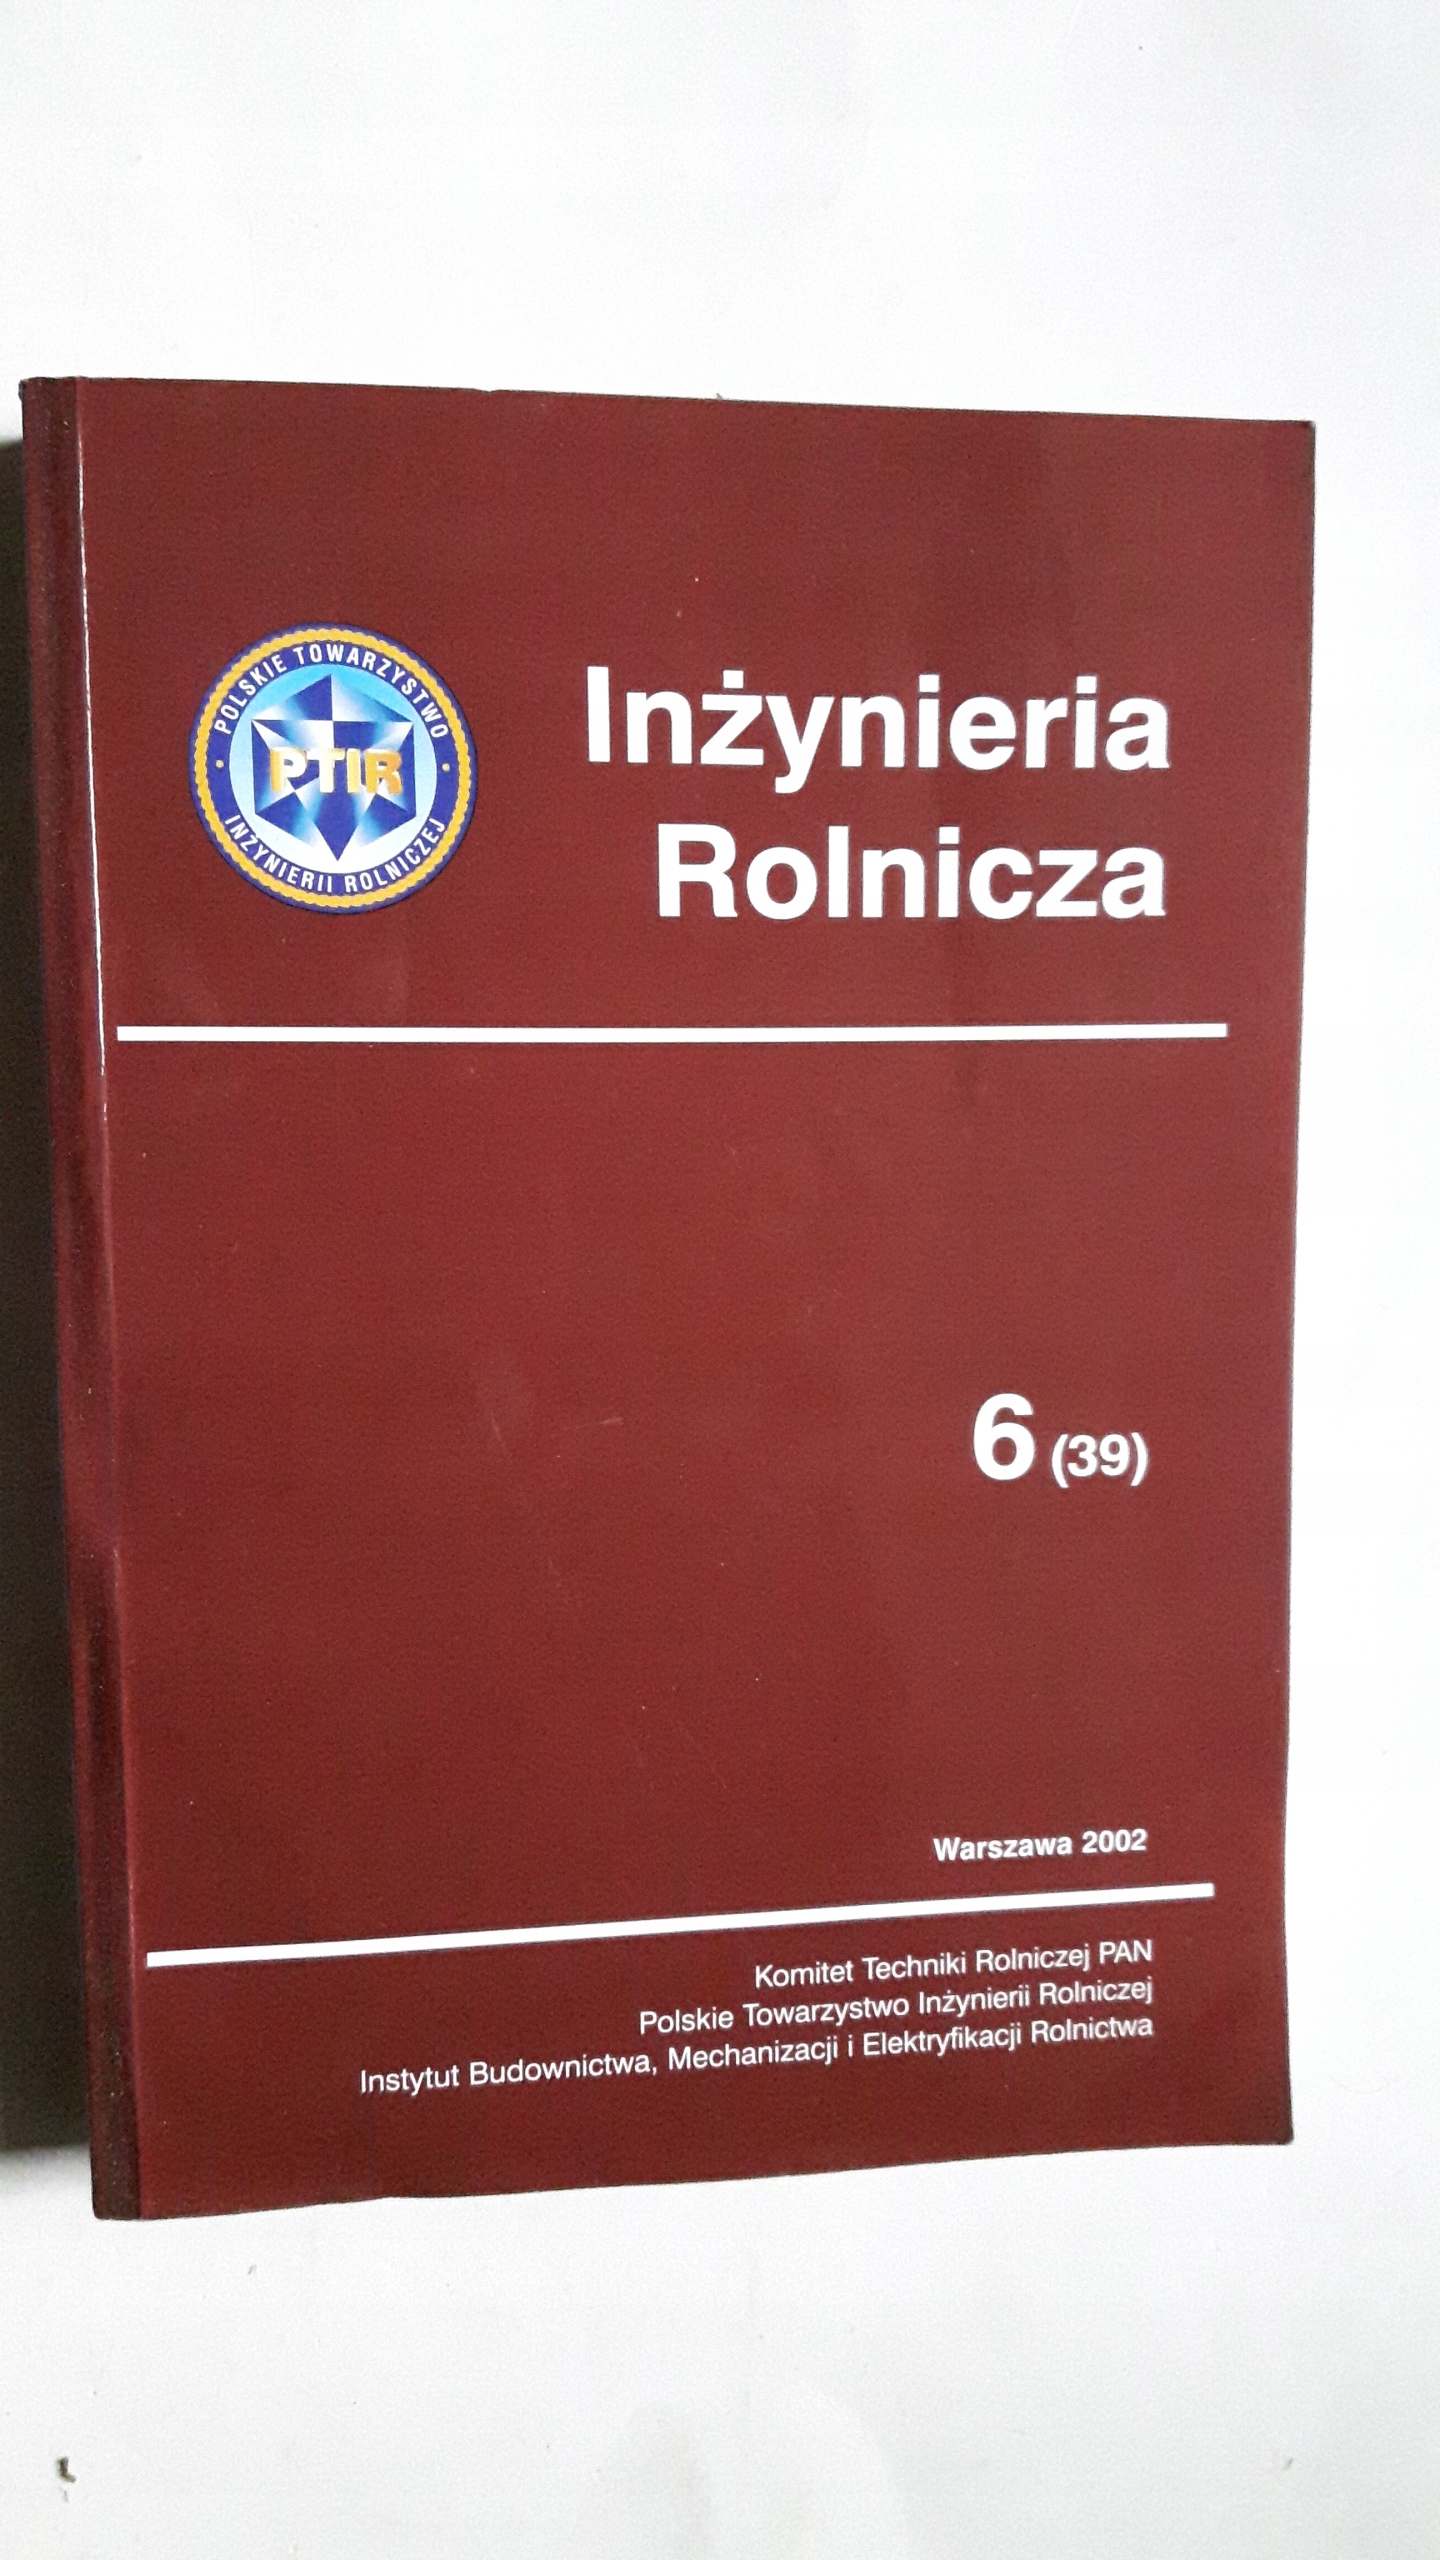 POLSKIE TOWARZYSTWO
PTIR
INŻYNIERII ROLNICZEJ
Inżynieria
Rolnicza
6 (39)
Warszawa 2002
Komitet Techniki Rolniczej PAN
Polskie Towarzystwo Inżynierii Rolniczej
Instytut Budownictwa, Mechanizacji i Elektryfikacji Rolnictwa